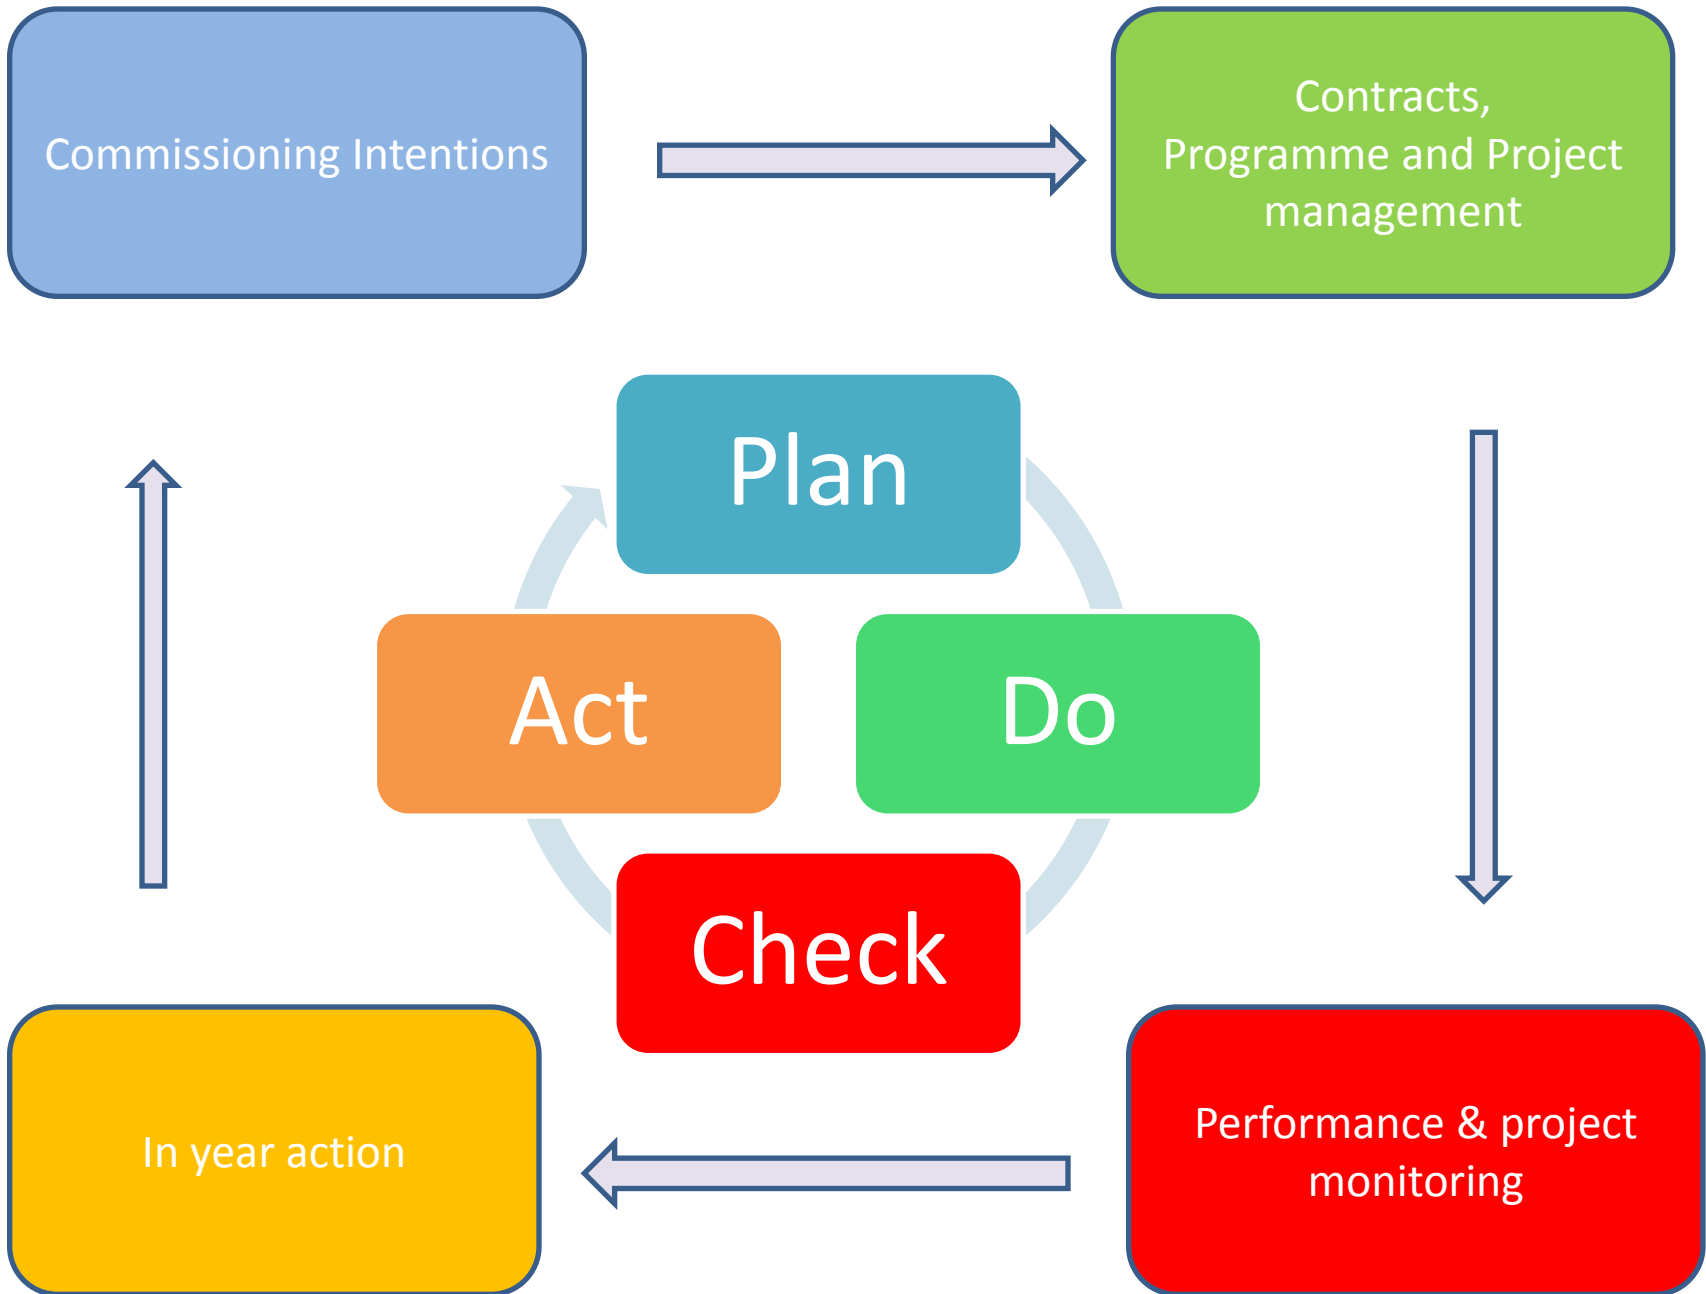 Commissioning Intentions
Contracts,
Programme and Project
management
Plan
Act
Do
Check
In year action
Performance & project
monitoring